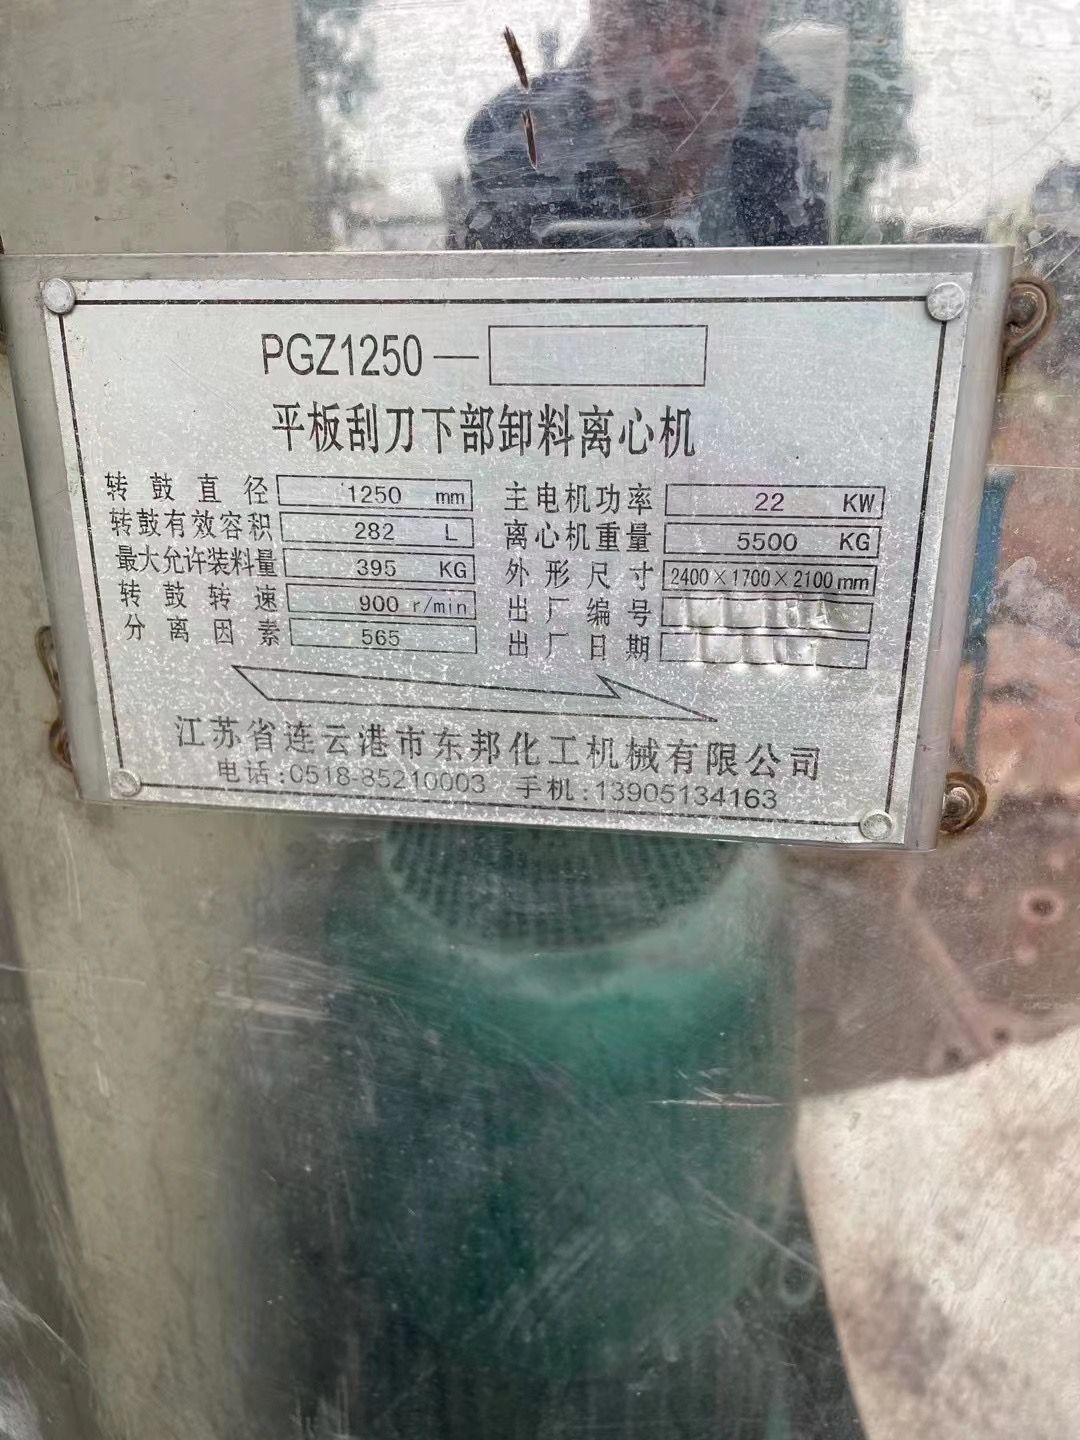 PGZ1250—
平板刮刀下部卸料离心机
转鼓直径 1250 mm
转鼓有效容积 282 L
最大允许装料量 395 KG
转鼓转速 900 r/min
分离因素 565
主电机功率 22 KW
离心机重量 5500 KG
外形尺寸 2400×1700×2100mm
出厂编号
出厂日期
江苏省连云港市东邦化工机械有限公司
电话:0518-85210003 手机:13905134163